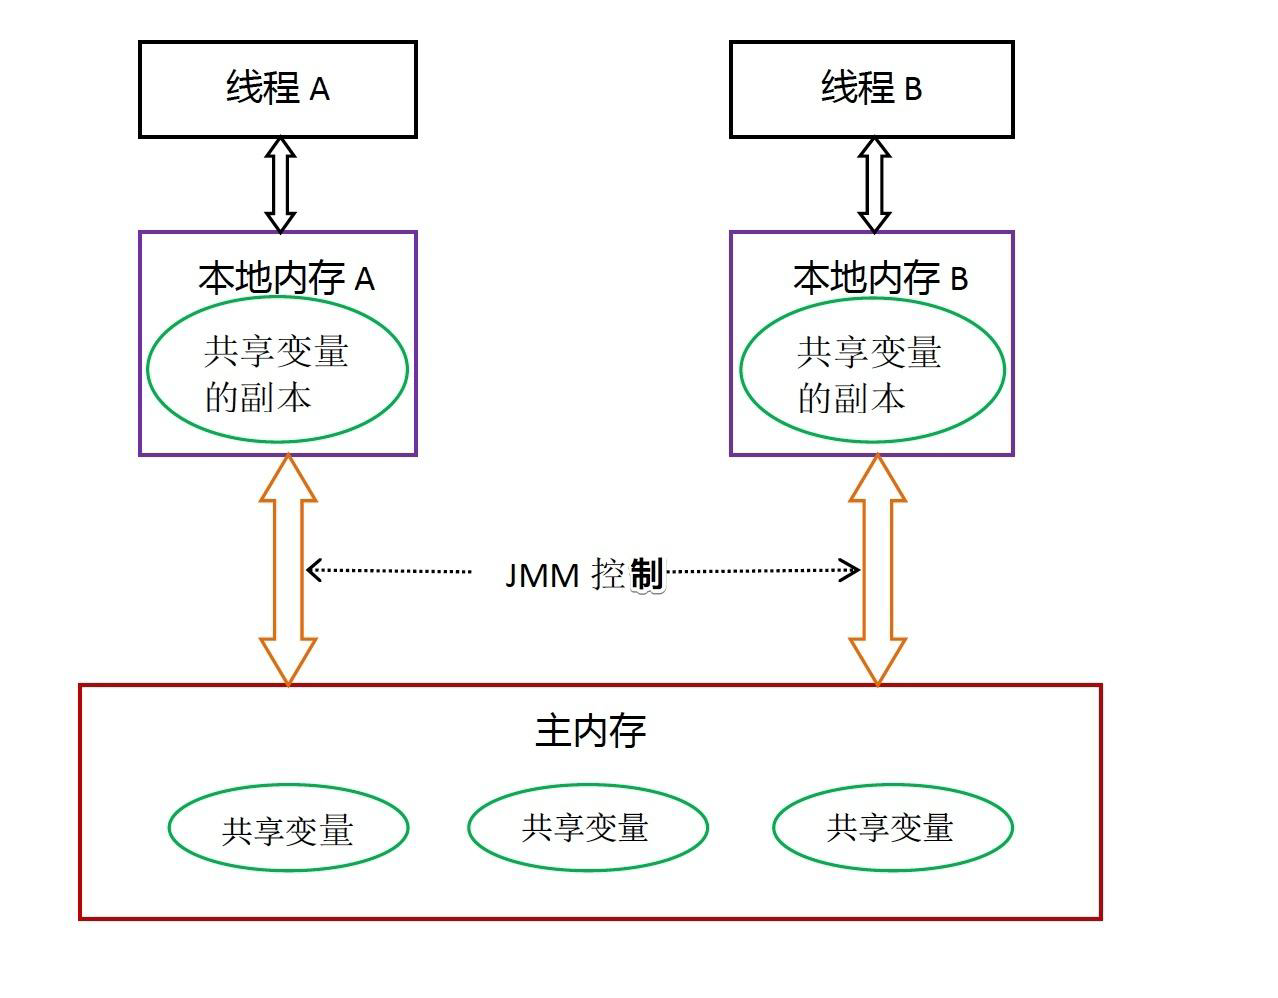 线程 A
线程 B
本地内存 A
本地内存 B
共享变量
的副本
共享变量
的副本
JMM 控制
主内存
共享变量
共享变量
共享变量